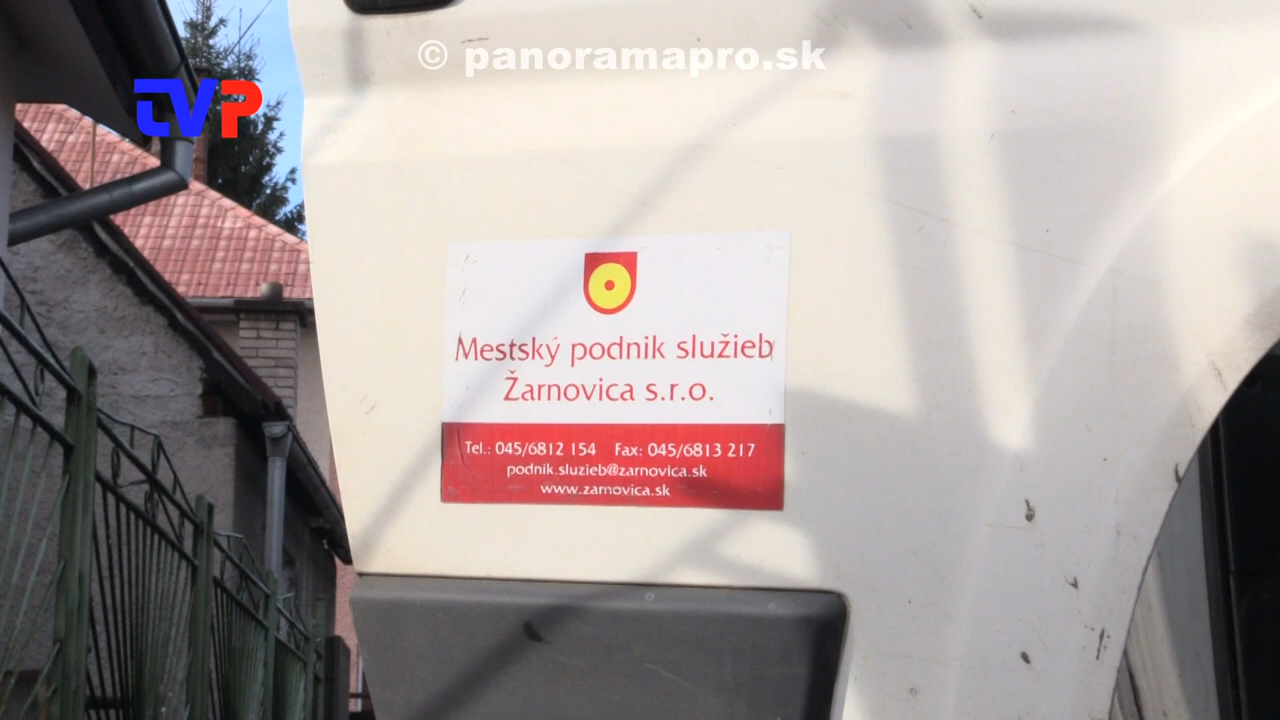 © panoramapro.sk
TVP
Mestský podnik služieb
Žarnovica s.r.o.
Tel.: 045/6812 154 Fax: 045/6813 217
podnik.sluzieb@zarnovica.sk
www.zarnovica.sk